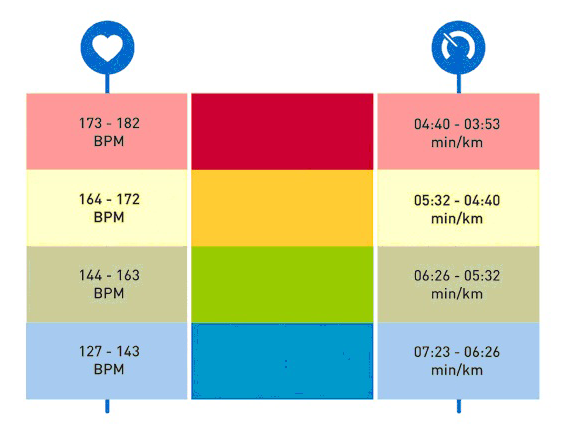 173 - 182
BPM
04:40 - 03:53
min/km
164 - 172
BPM
05:32 - 04:40
min/km
144 - 163
BPM
06:26 - 05:32
min/km
127 - 143
BPM
07:23 - 06:26
min/km